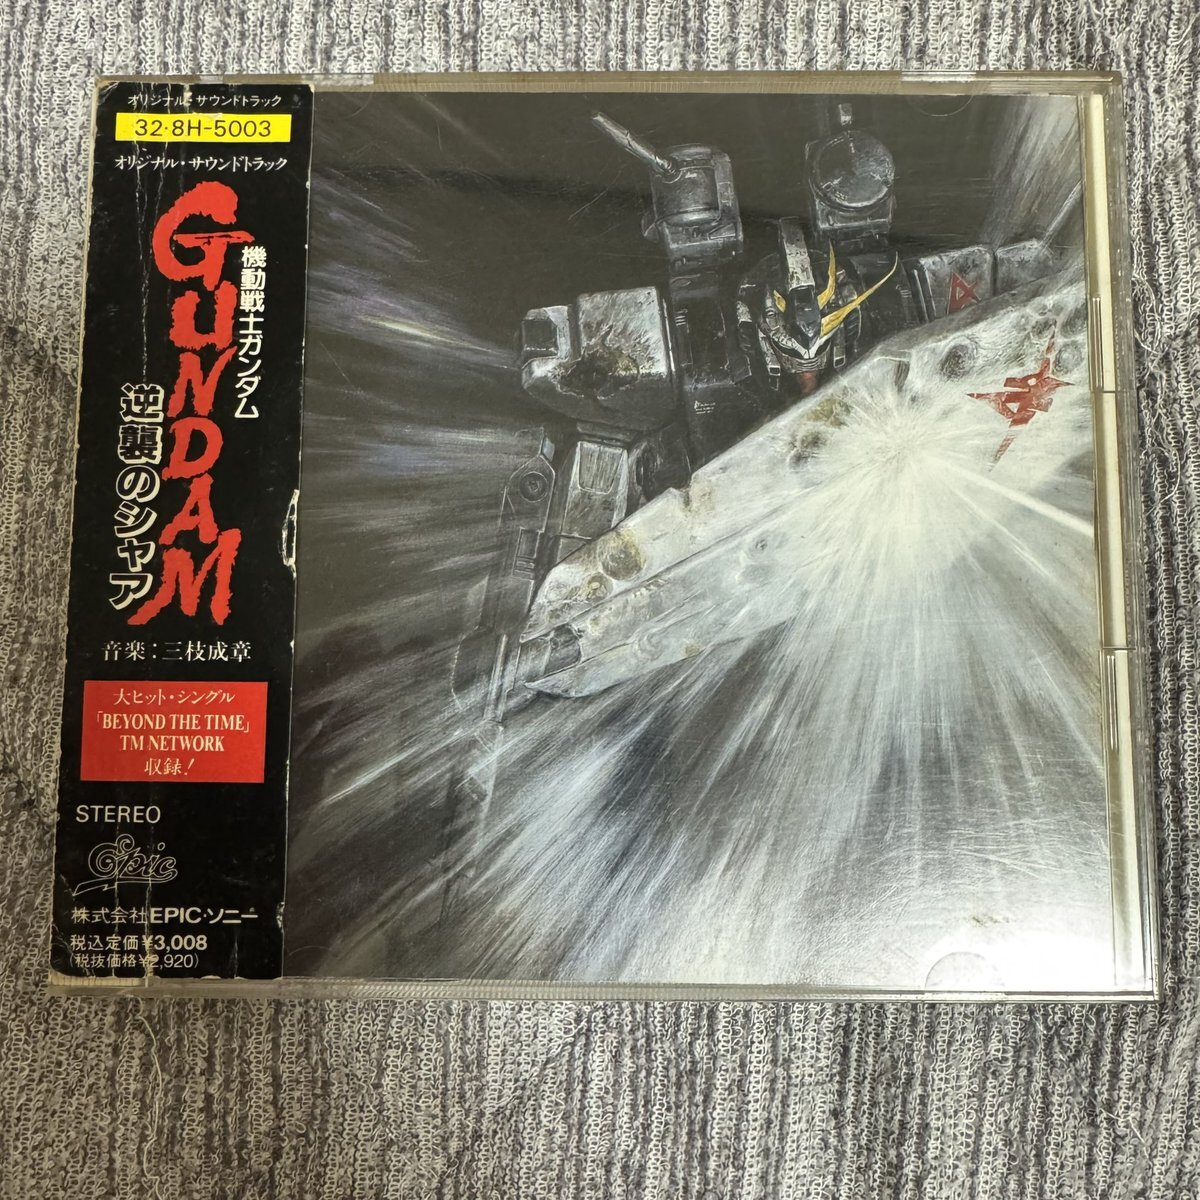 オリジナル・サウンドトラック
32・8H-5003
オリジナル・サウンドトラック
GUNDAM
機動戦士ガンダム
逆襲のシャア
音楽：三枝成章
大ヒット・シングル
「BEYOND THE TIME」
TM NETWORK
収録！
STEREO
Epic
株式会社EPIC・ソニー
税込定価¥3,008
(税抜価格¥2,920)
A